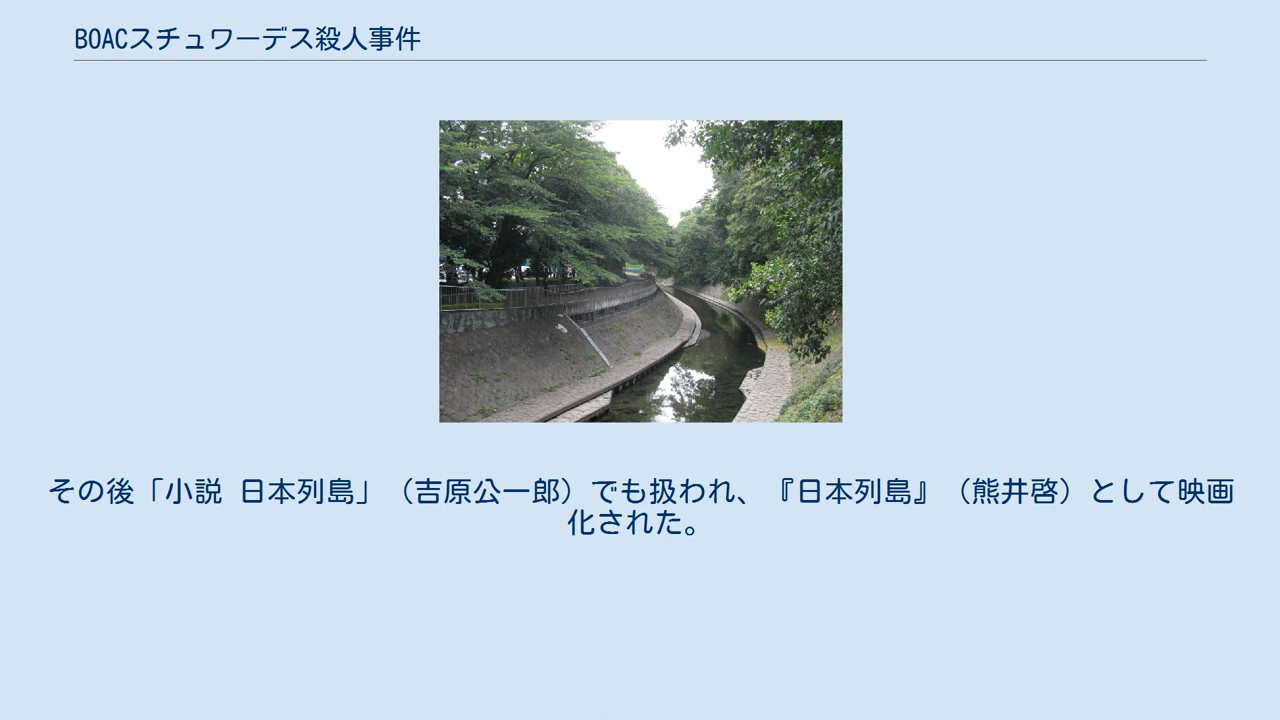 BOACスチュワーデス殺人事件
その後「小説 日本列島」（吉原公一郎）でも扱われ、『日本列島』（熊井啓）として映画
化された。